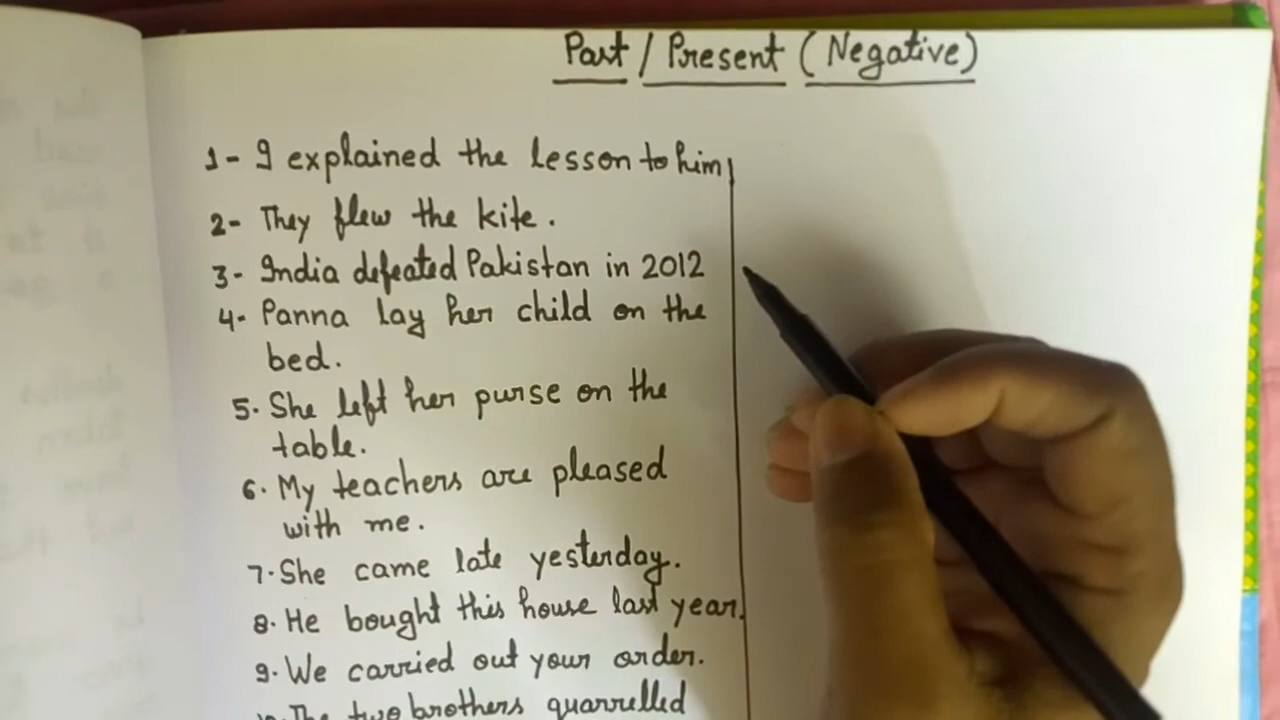 Past / Present (Negative)
1- I explained the lesson to him
2- They flew the kite.
3- India defeated Pakistan in 2012
4- Panna lay her child on the
bed.
5. She left her purse on the
table.
6. My teachers are pleased
with me.
7. She came late yesterday.
8. He bought this house last year.
9. We carried out your order.
10. The two brothers quarrelled